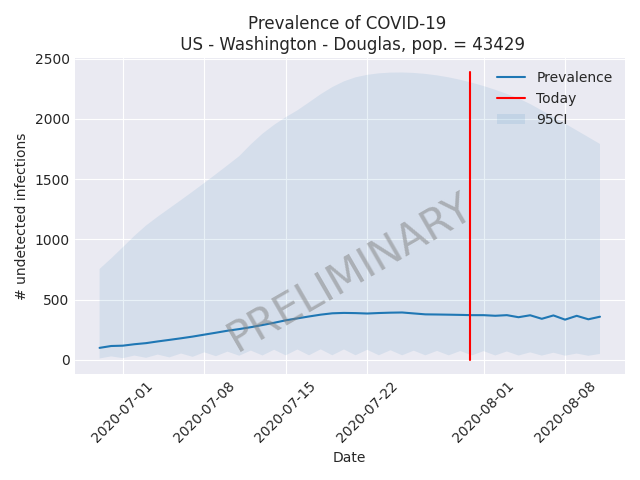 Prevalence of COVID-19
US - Washington - Douglas, pop. = 43429
2500
2000
1500
1000
500
0
# undetected infections
Prevalence
Today
95CI
PRELIMINARY
2020-07-01
2020-07-08
2020-07-15
2020-07-22
2020-08-01
2020-08-08
Date